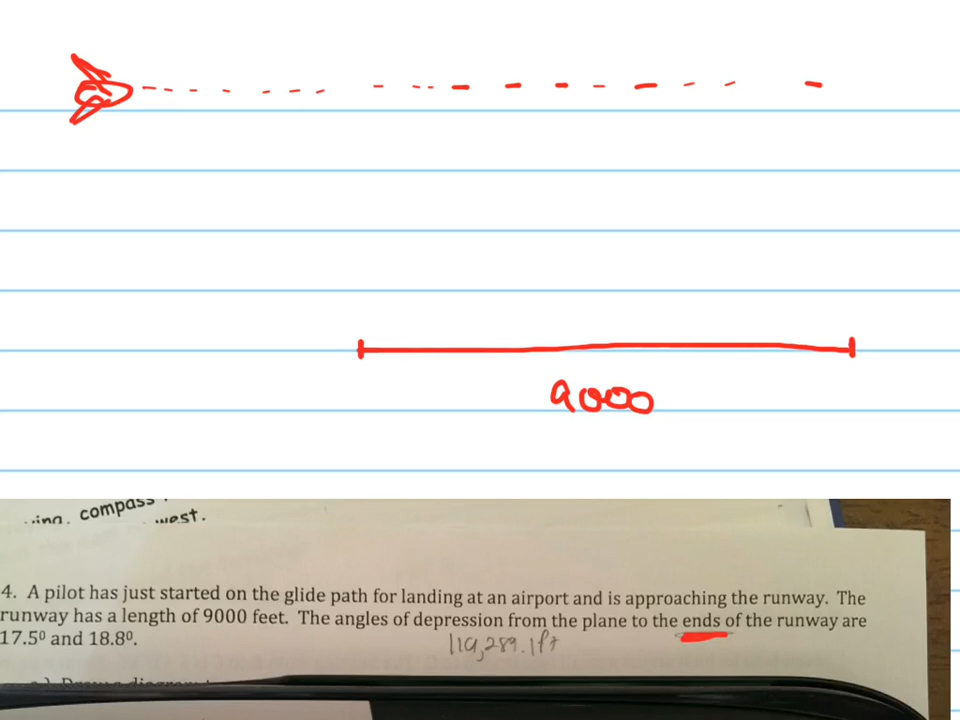 9000
compass
west.
4. A pilot has just started on the glide path for landing at an airport and is approaching the runway. The
runway has a length of 9000 feet. The angles of depression from the plane to the ends of the runway are
17.5⁰ and 18.8⁰.
119,289.1ft